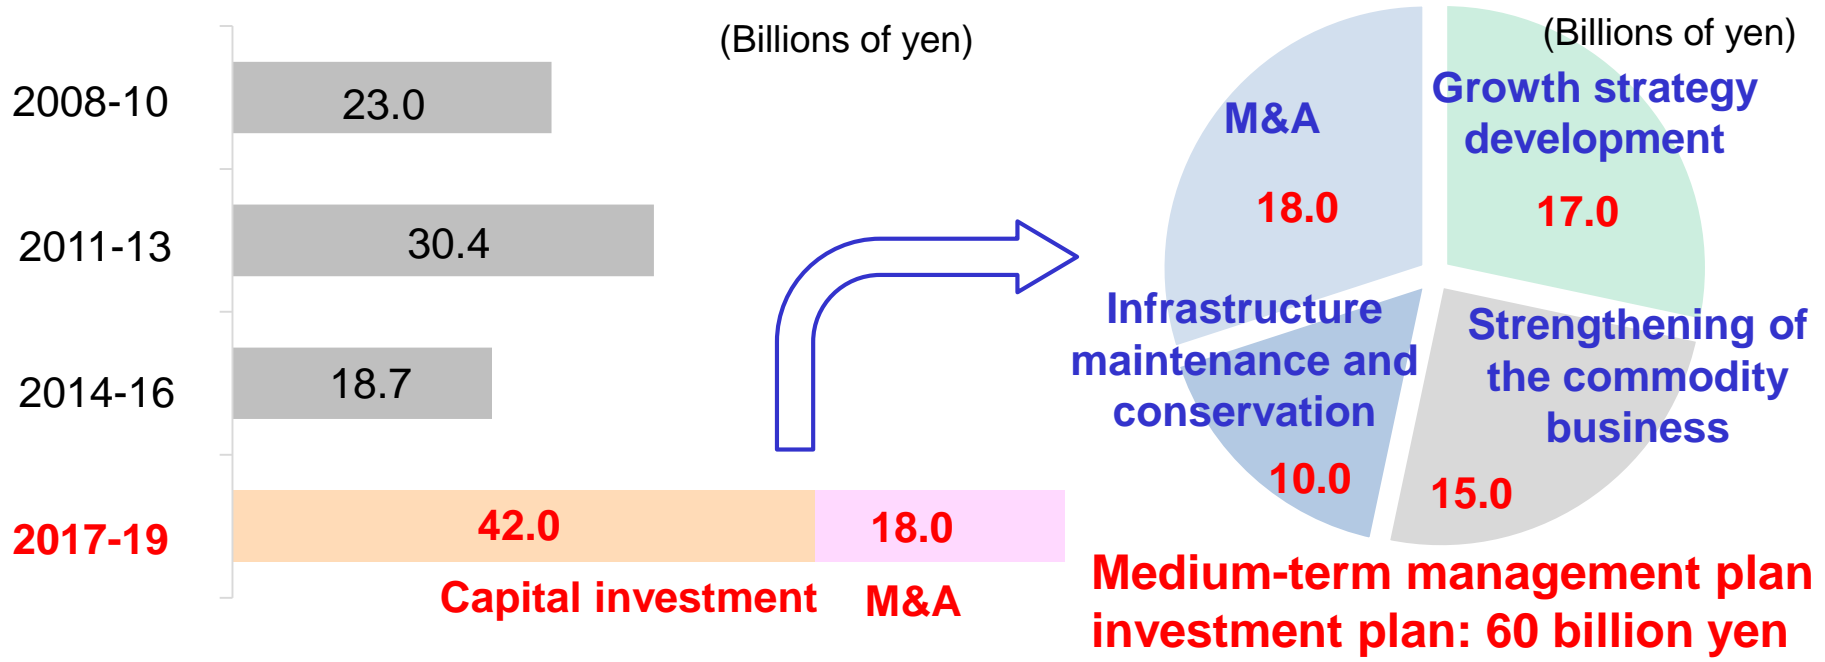 (Billions of yen)
2008-10
23.0
2011-13
30.4
2014-16
18.7
2017-19
42.0
18.0
Capital investment
M&A
(Billions of yen)
Growth strategy
development
17.0
M&A
18.0
Infrastructure
maintenance and
conservation
10.0
Strengthening of
the commodity
business
15.0
Medium-term management plan
investment plan: 60 billion yen